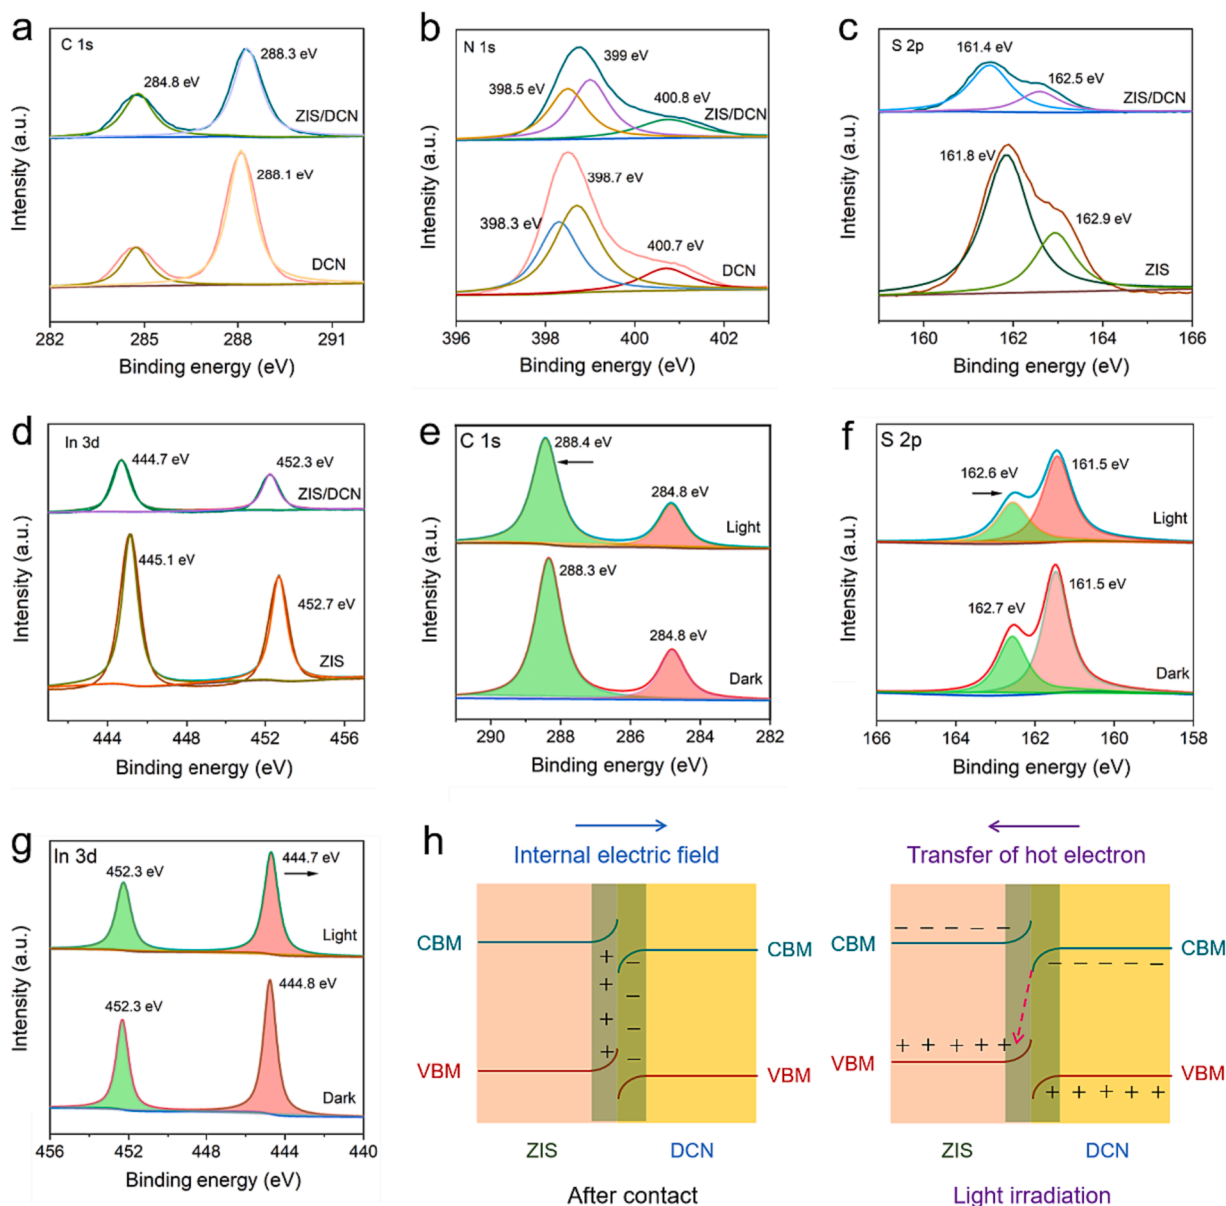 a
C 1s
284.8 eV
288.3 eV
ZIS/DCN
288.1 eV
DCN
Intensity (a.u.)
282 285 288 291
Binding energy (eV)
b
N 1s
399 eV
398.5 eV
400.8 eV
ZIS/DCN
398.7 eV
398.3 eV
400.7 eV
DCN
Intensity (a.u.)
396 398 400 402
Binding energy (eV)
c
S 2p
161.4 eV
162.5 eV
ZIS/DCN
161.8 eV
162.9 eV
ZIS
Intensity (a.u.)
160 162 164 166
Binding energy (eV)
d
In 3d
444.7 eV
452.3 eV
ZIS/DCN
445.1 eV
452.7 eV
ZIS
Intensity (a.u.)
444 448 452 456
Binding energy (eV)
e
C 1s
288.4 eV
284.8 eV
Light
288.3 eV
284.8 eV
Dark
Intensity (a.u.)
290 288 286 284 282
Binding energy (eV)
f
S 2p
162.6 eV
161.5 eV
Light
162.7 eV
161.5 eV
Dark
Intensity (a.u.)
166 164 162 160 158
Binding energy (eV)
g
In 3d
452.3 eV
444.7 eV
Light
452.3 eV
444.8 eV
Dark
Intensity (a.u.)
456 452 448 444 440
Binding energy (eV)
h
Internal electric field
CBM
CBM
+ −
+ −
+ −
+ −
VBM
VBM
ZIS DCN
After contact
Transfer of hot electron
− − − − −
CBM
− − − − −
+ + + + +
VBM
+ + + + +
ZIS DCN
Light irradiation